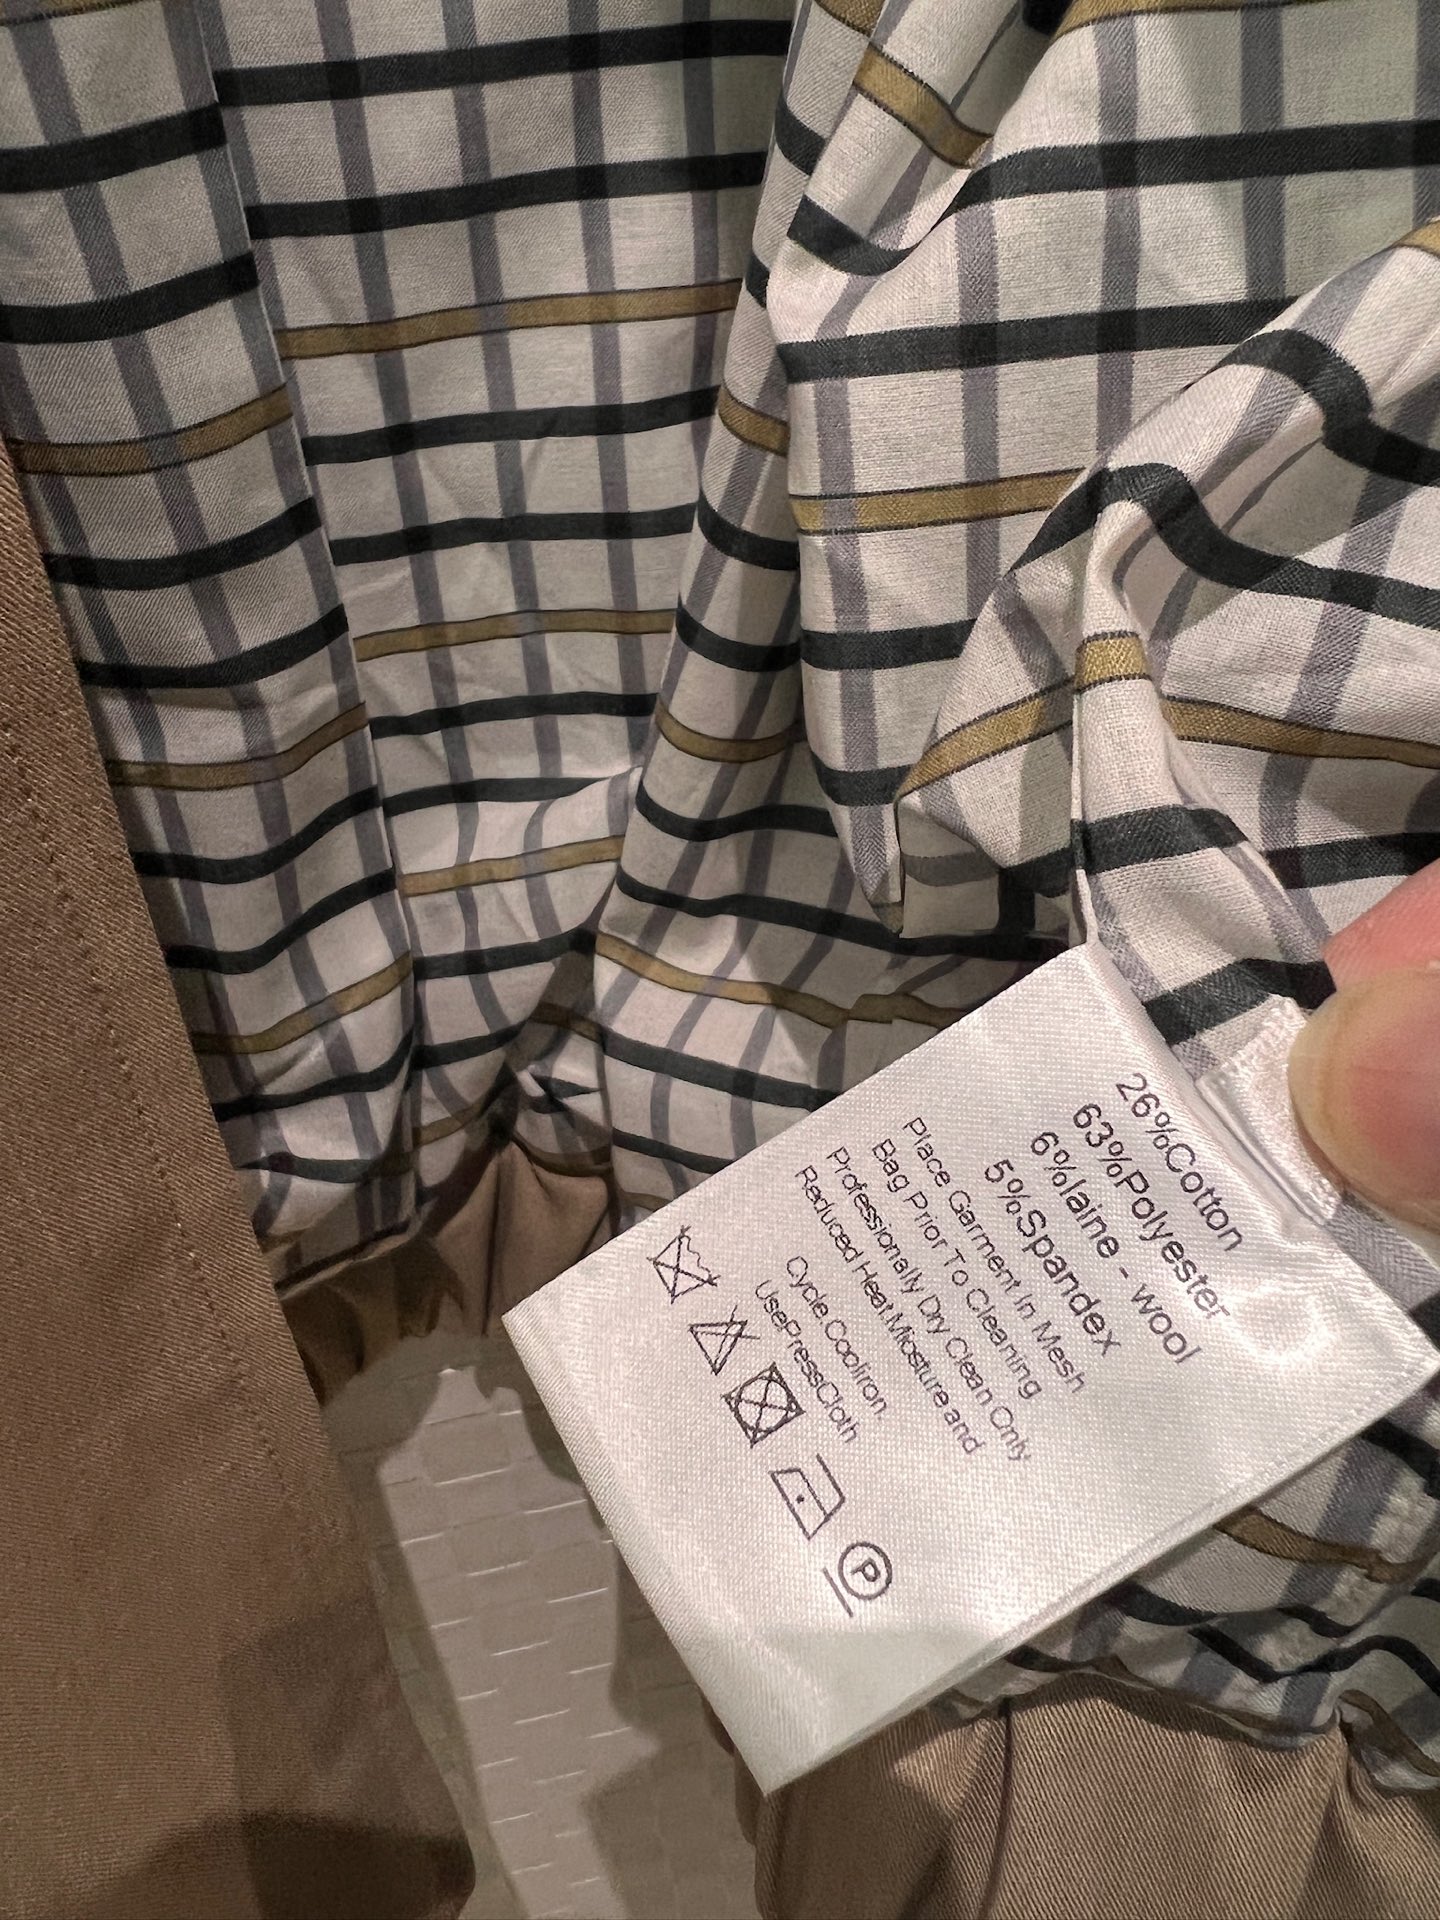 26%Cotton
63%Polyester
6%laine - wool
5%Spandex
Place Garment In Mesh
Bag Prior To Cleaning
Professionally Dry Clean Only
Reduced Heat.Miosture and
Cycle.Cooliron.
UsePressCloth
P